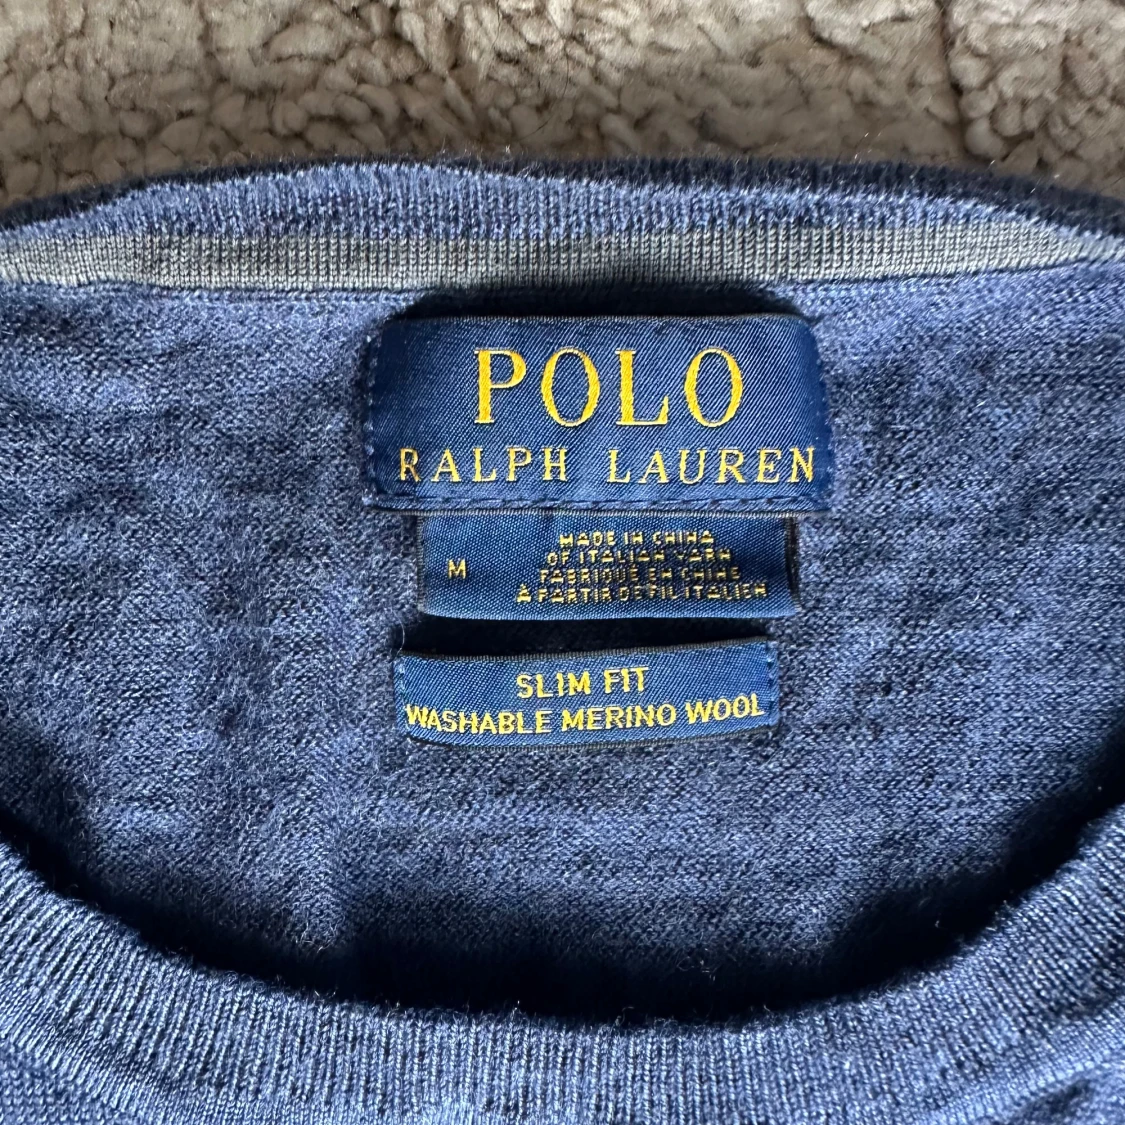 POLO
RALPH LAUREN
M
MADE IN CHINA
OF ITALIAN YARN
FABRIQUE EN CHINE
À PARTIR DE FIL ITALIEN
SLIM FIT
WASHABLE MERINO WOOL